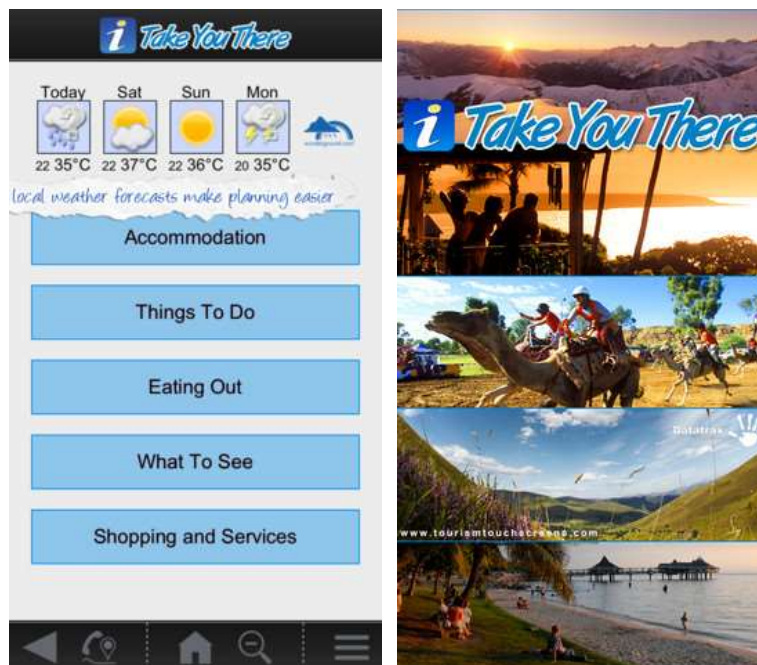 i Take You There
Today Sat Sun Mon
22 35°C 22 37°C 22 36°C 20 35°C
local weather forecasts make planning easier
Accommodation
Things To Do
Eating Out
What To See
Shopping and Services
i Take You There
Datatrax
www.tourismtouchscreens.com